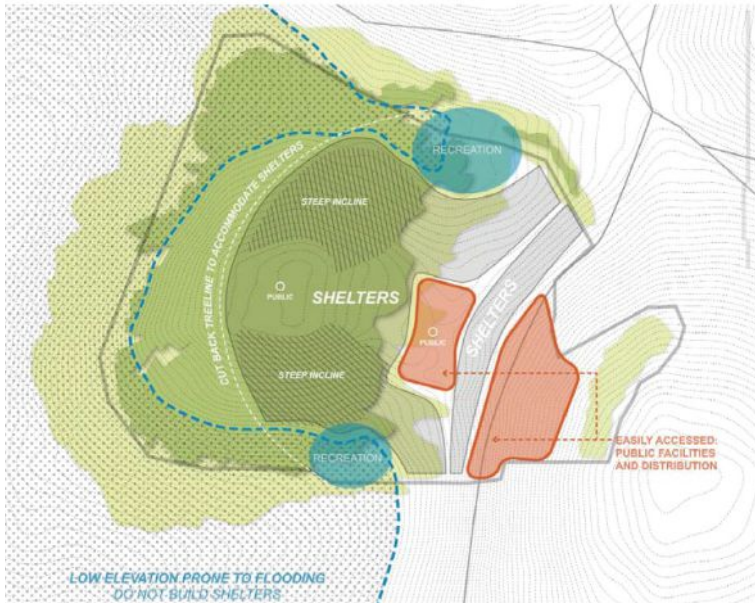 RECREATION
CUT BACK TREELINE TO ACCOMMODATE SHELTERS
STEEP INCLINE
PUBLIC
SHELTERS
SHELTERS
PUBLIC
STEEP INCLINE
EASILY ACCESSED:
PUBLIC FACILITIES
AND DISTRIBUTION
RECREATION
LOW ELEVATION PRONE TO FLOODING
DO NOT BUILD SHELTERS